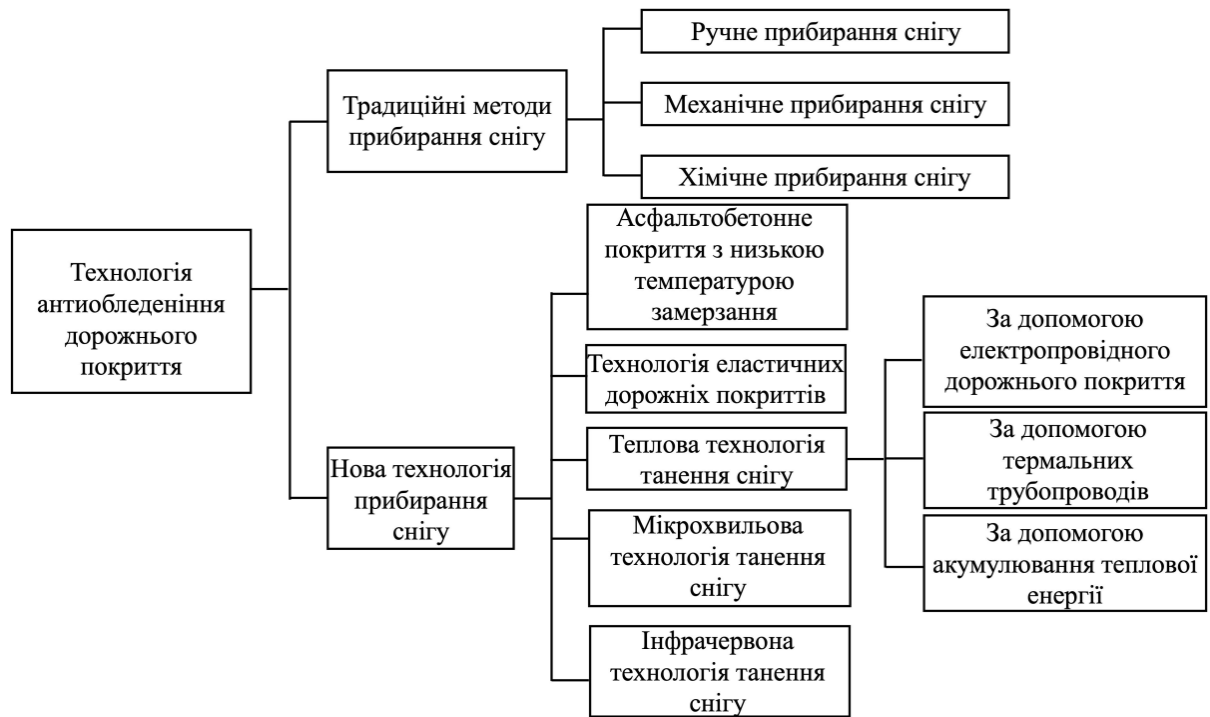 Технологія
антиобледеніння
дорожнього
покриття
Традиційні методи
прибирання снігу
Ручне прибирання снігу
Механічне прибирання снігу
Хімічне прибирання снігу
Нова технологія
прибирання
снігу
Асфальтобетонне
покриття з низькою
температурою
замерзання
Технологія еластичних
дорожніх покриттів
Теплова технологія
танення снігу
Мікрохвильова
технологія танення
снігу
Інфрачервона
технологія танення
снігу
За допомогою
електропровідного
дорожнього покриття
За допомогою
термальних
трубопроводів
За допомогою
акумулювання теплової
енергії